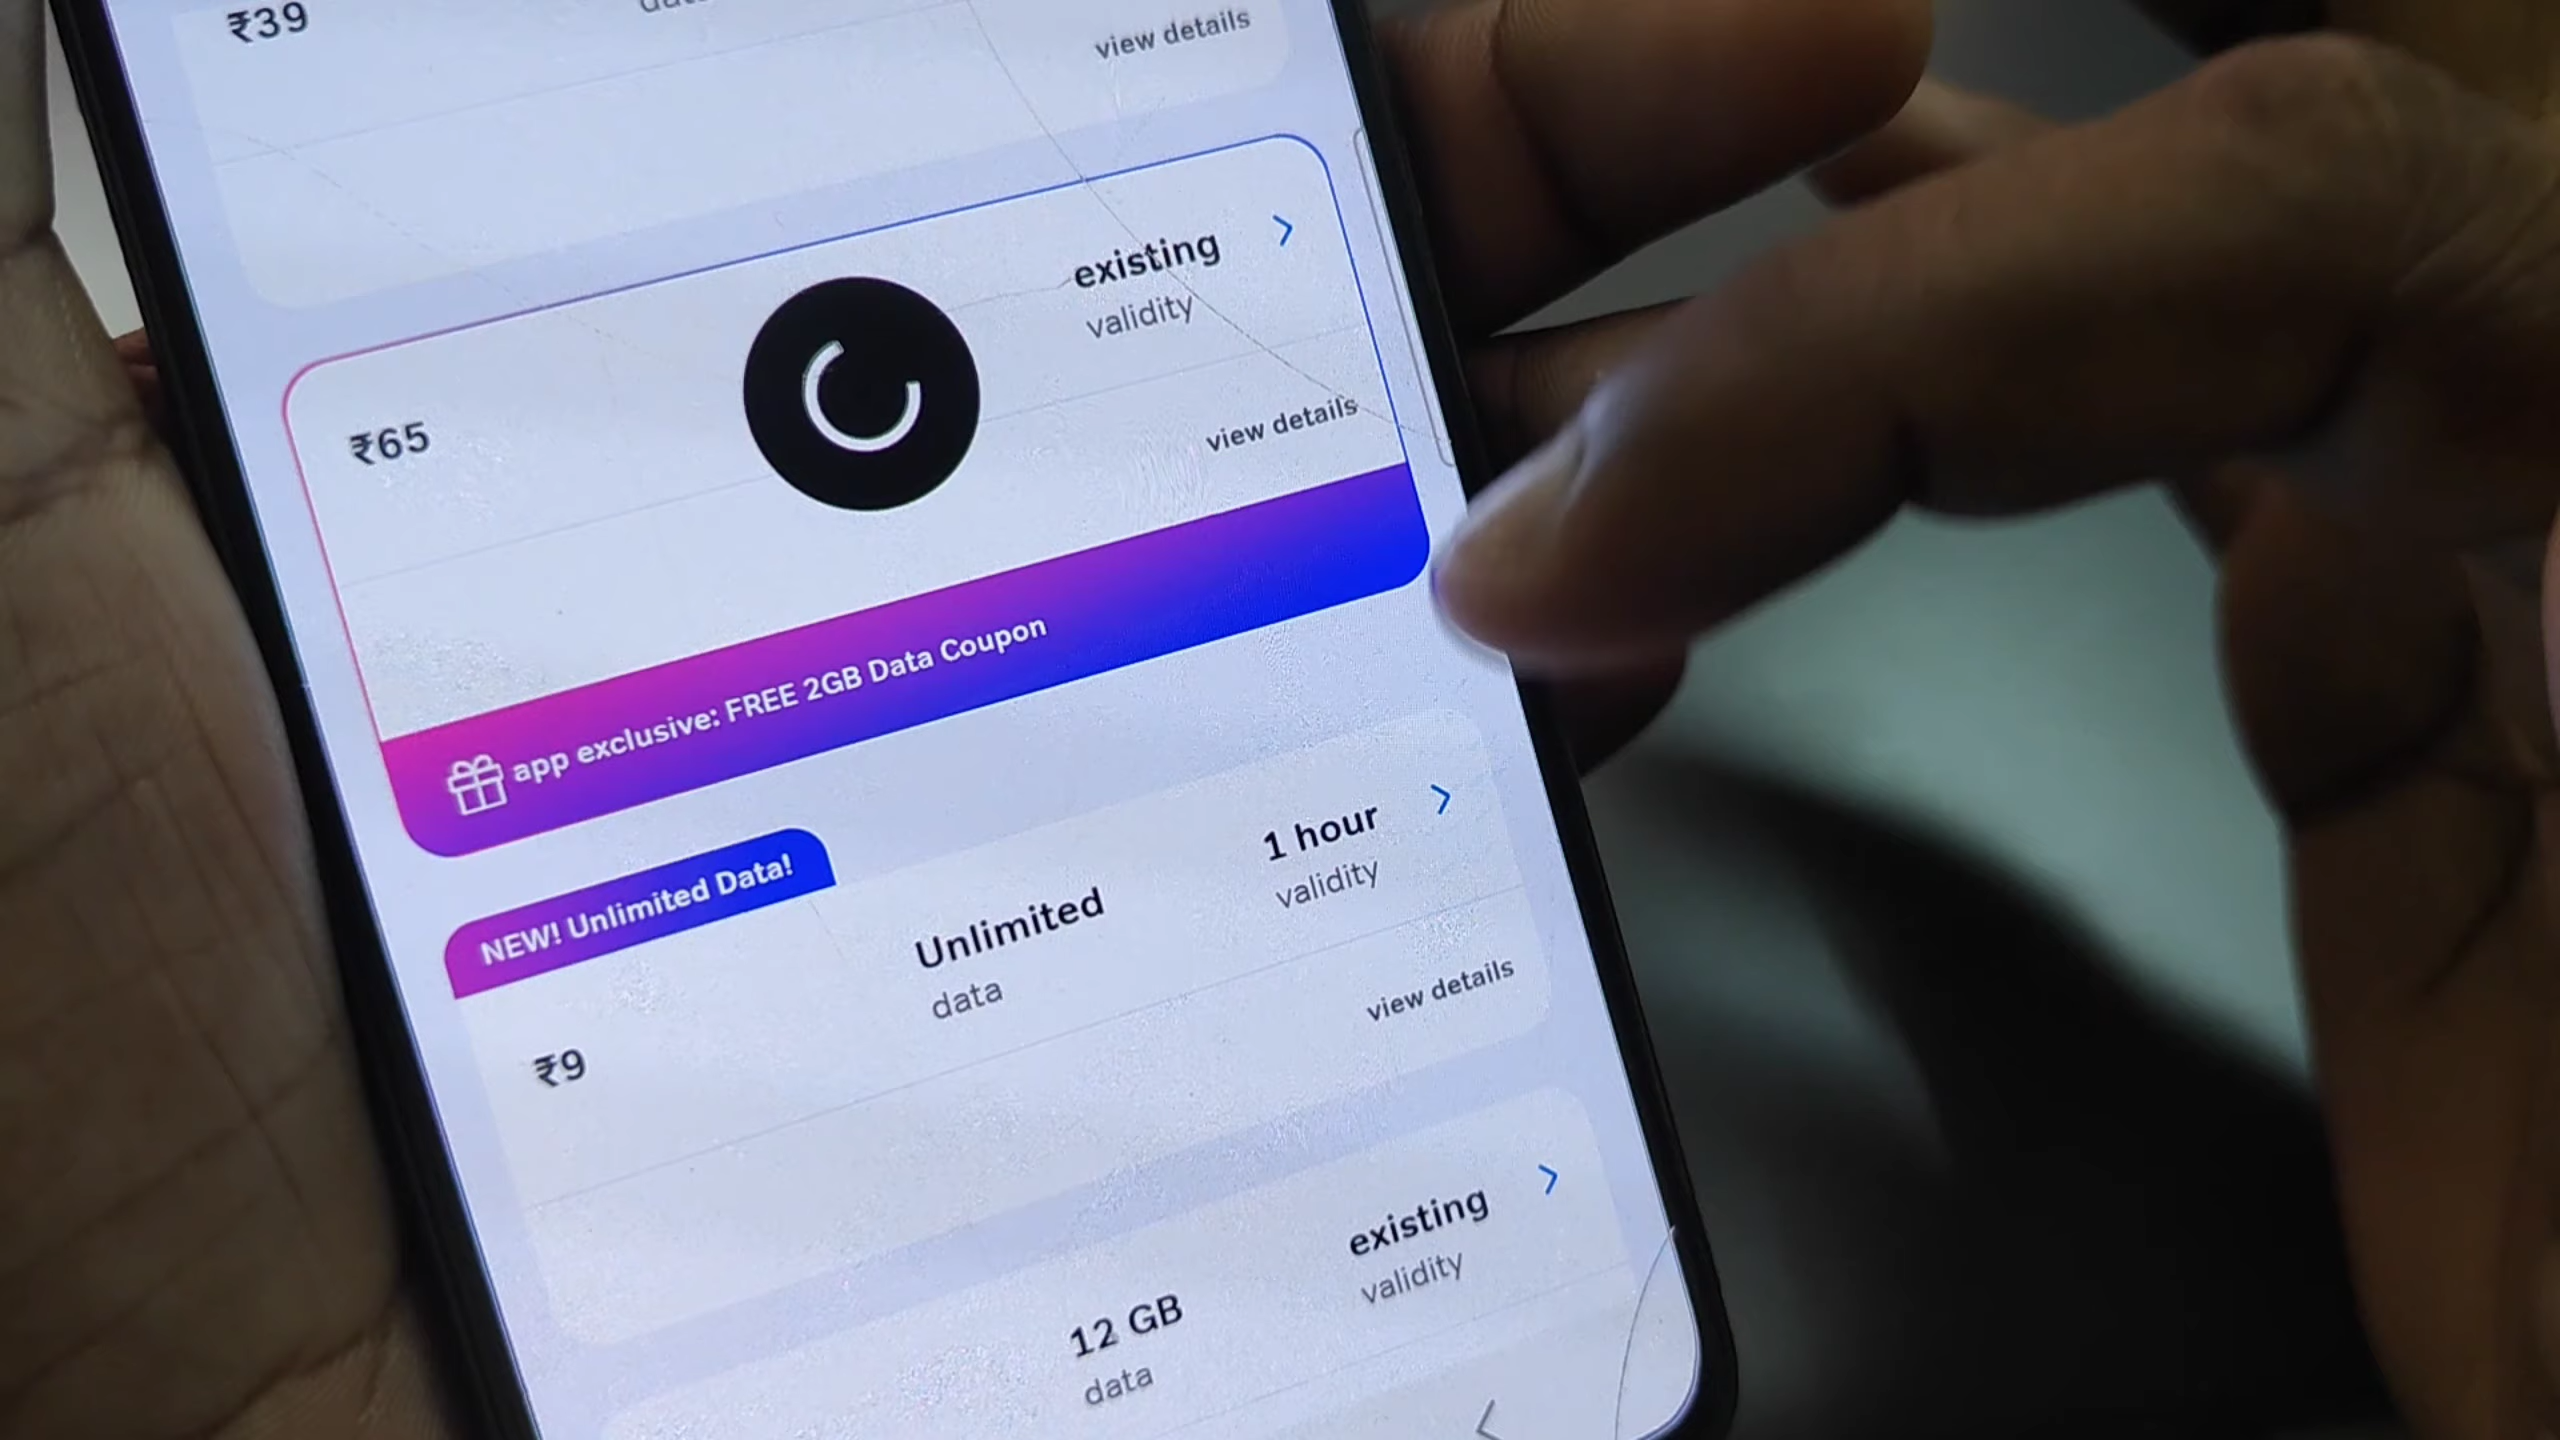 ₹39
view details
existing
validity
₹65
view details
app exclusive: FREE 2GB Data Coupon
NEW! Unlimited Data!
Unlimited
data
1 hour
validity
₹9
view details
12 GB
data
existing
validity